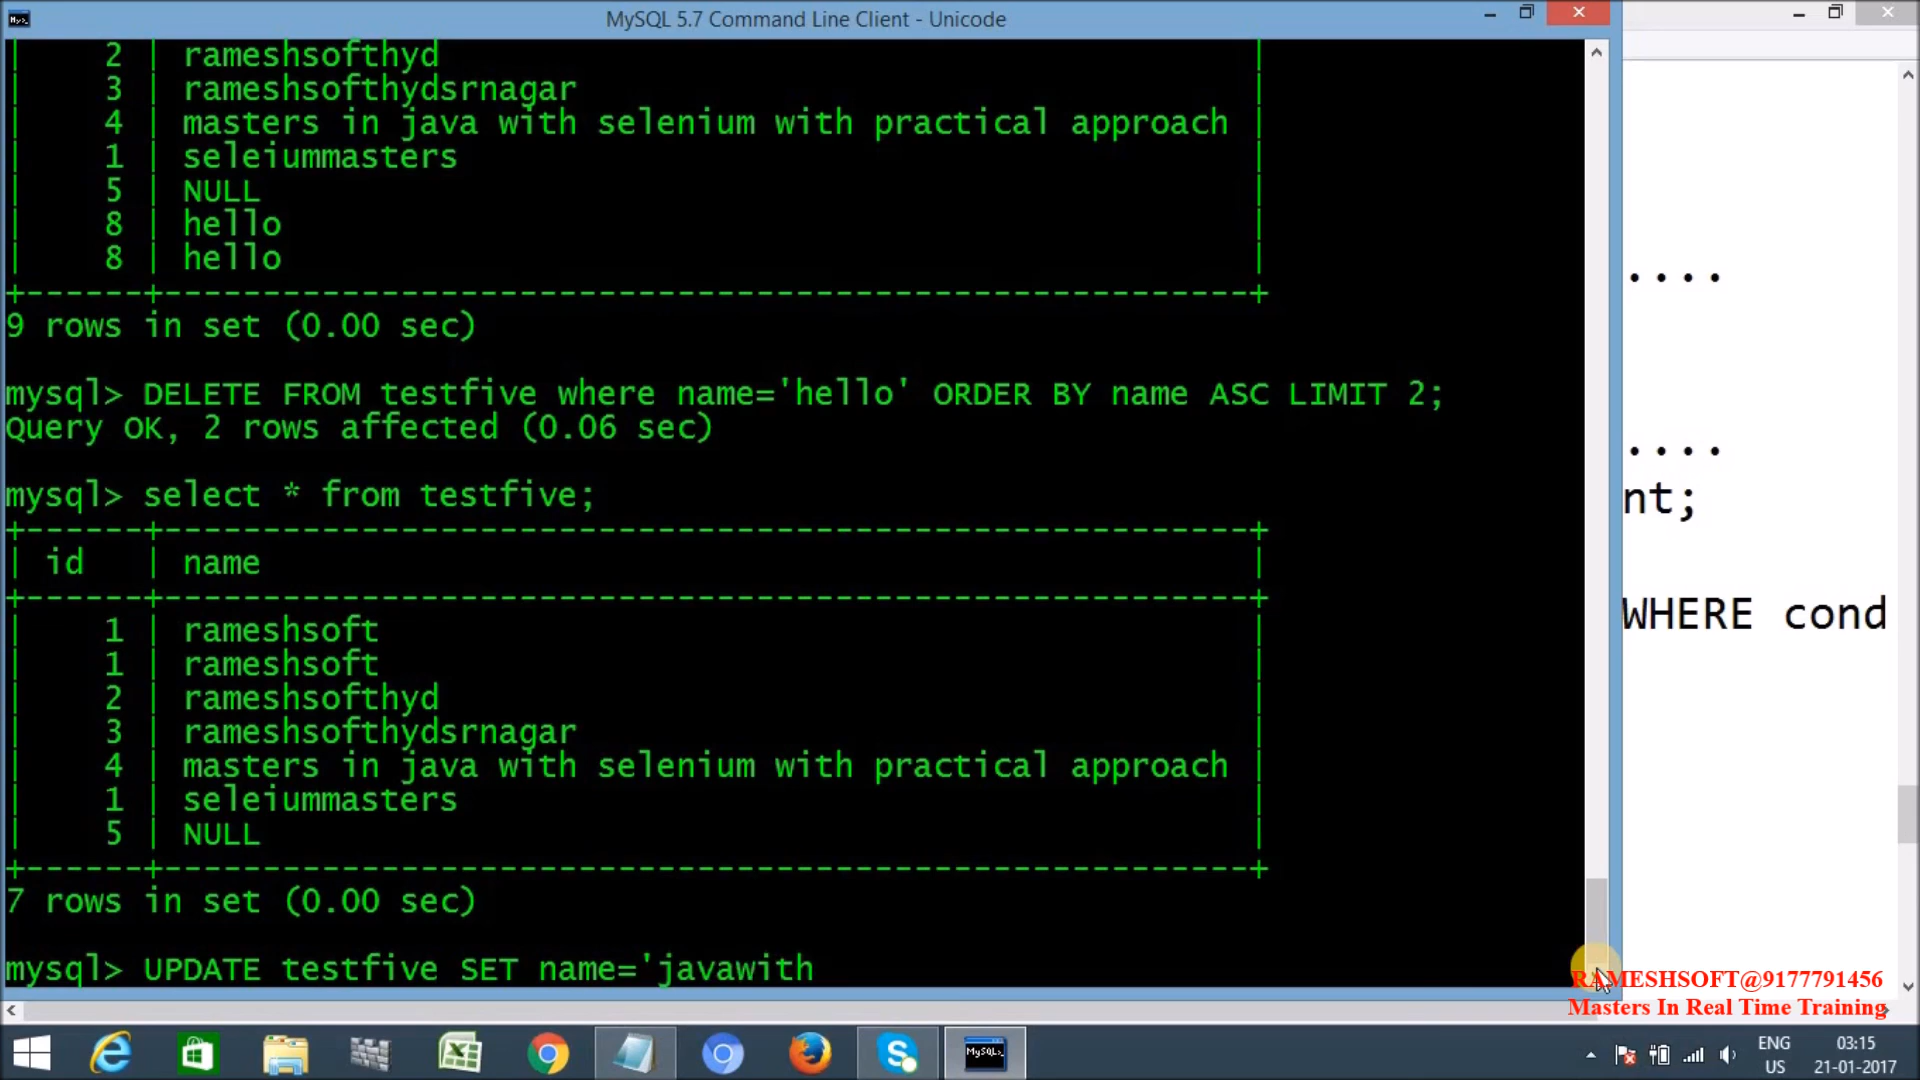 MySQL 5.7 Command Line Client - Unicode
| 2 | rameshsofthyd |
| 3 | rameshsofthydsrnagar |
| 4 | masters in java with selenium with practical approach |
| 1 | seleiummasters |
| 5 | NULL |
| 8 | hello |
| 8 | hello |
9 rows in set (0.00 sec)
mysql> DELETE FROM testfive where name='hello' ORDER BY name ASC LIMIT 2;
Query OK, 2 rows affected (0.06 sec)
mysql> select * from testfive;
| id | name |
| 1 | rameshsoft |
| 1 | rameshsoft |
| 2 | rameshsofthyd |
| 3 | rameshsofthydsrnagar |
| 4 | masters in java with selenium with practical approach |
| 1 | seleiummasters |
| 5 | NULL |
7 rows in set (0.00 sec)
mysql> UPDATE testfive SET name='javawith
....
....
nt;
WHERE cond
RAMESHSOFT@9177791456
Masters In Real Time Training
MySQL>
ENG
US
03:15
21-01-2017